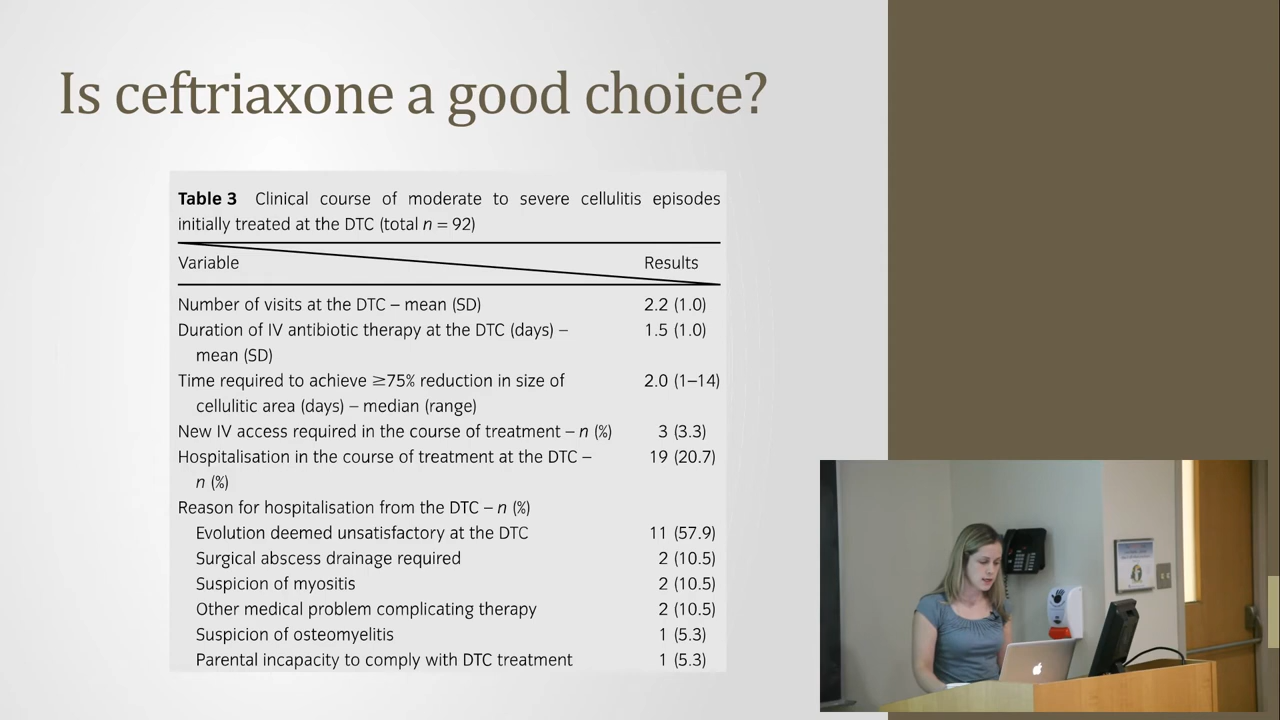 Is ceftriaxone a good choice?
Table 3 Clinical course of moderate to severe cellulitis episodes
initially treated at the DTC (total n = 92)
Variable Results
Number of visits at the DTC – mean (SD) 2.2 (1.0)
Duration of IV antibiotic therapy at the DTC (days) – 1.5 (1.0)
mean (SD)
Time required to achieve ≥75% reduction in size of 2.0 (1–14)
cellulitic area (days) – median (range)
New IV access required in the course of treatment – n (%) 3 (3.3)
Hospitalisation in the course of treatment at the DTC – 19 (20.7)
n (%)
Reason for hospitalisation from the DTC – n (%)
Evolution deemed unsatisfactory at the DTC 11 (57.9)
Surgical abscess drainage required 2 (10.5)
Suspicion of myositis 2 (10.5)
Other medical problem complicating therapy 2 (10.5)
Suspicion of osteomyelitis 1 (5.3)
Parental incapacity to comply with DTC treatment 1 (5.3)